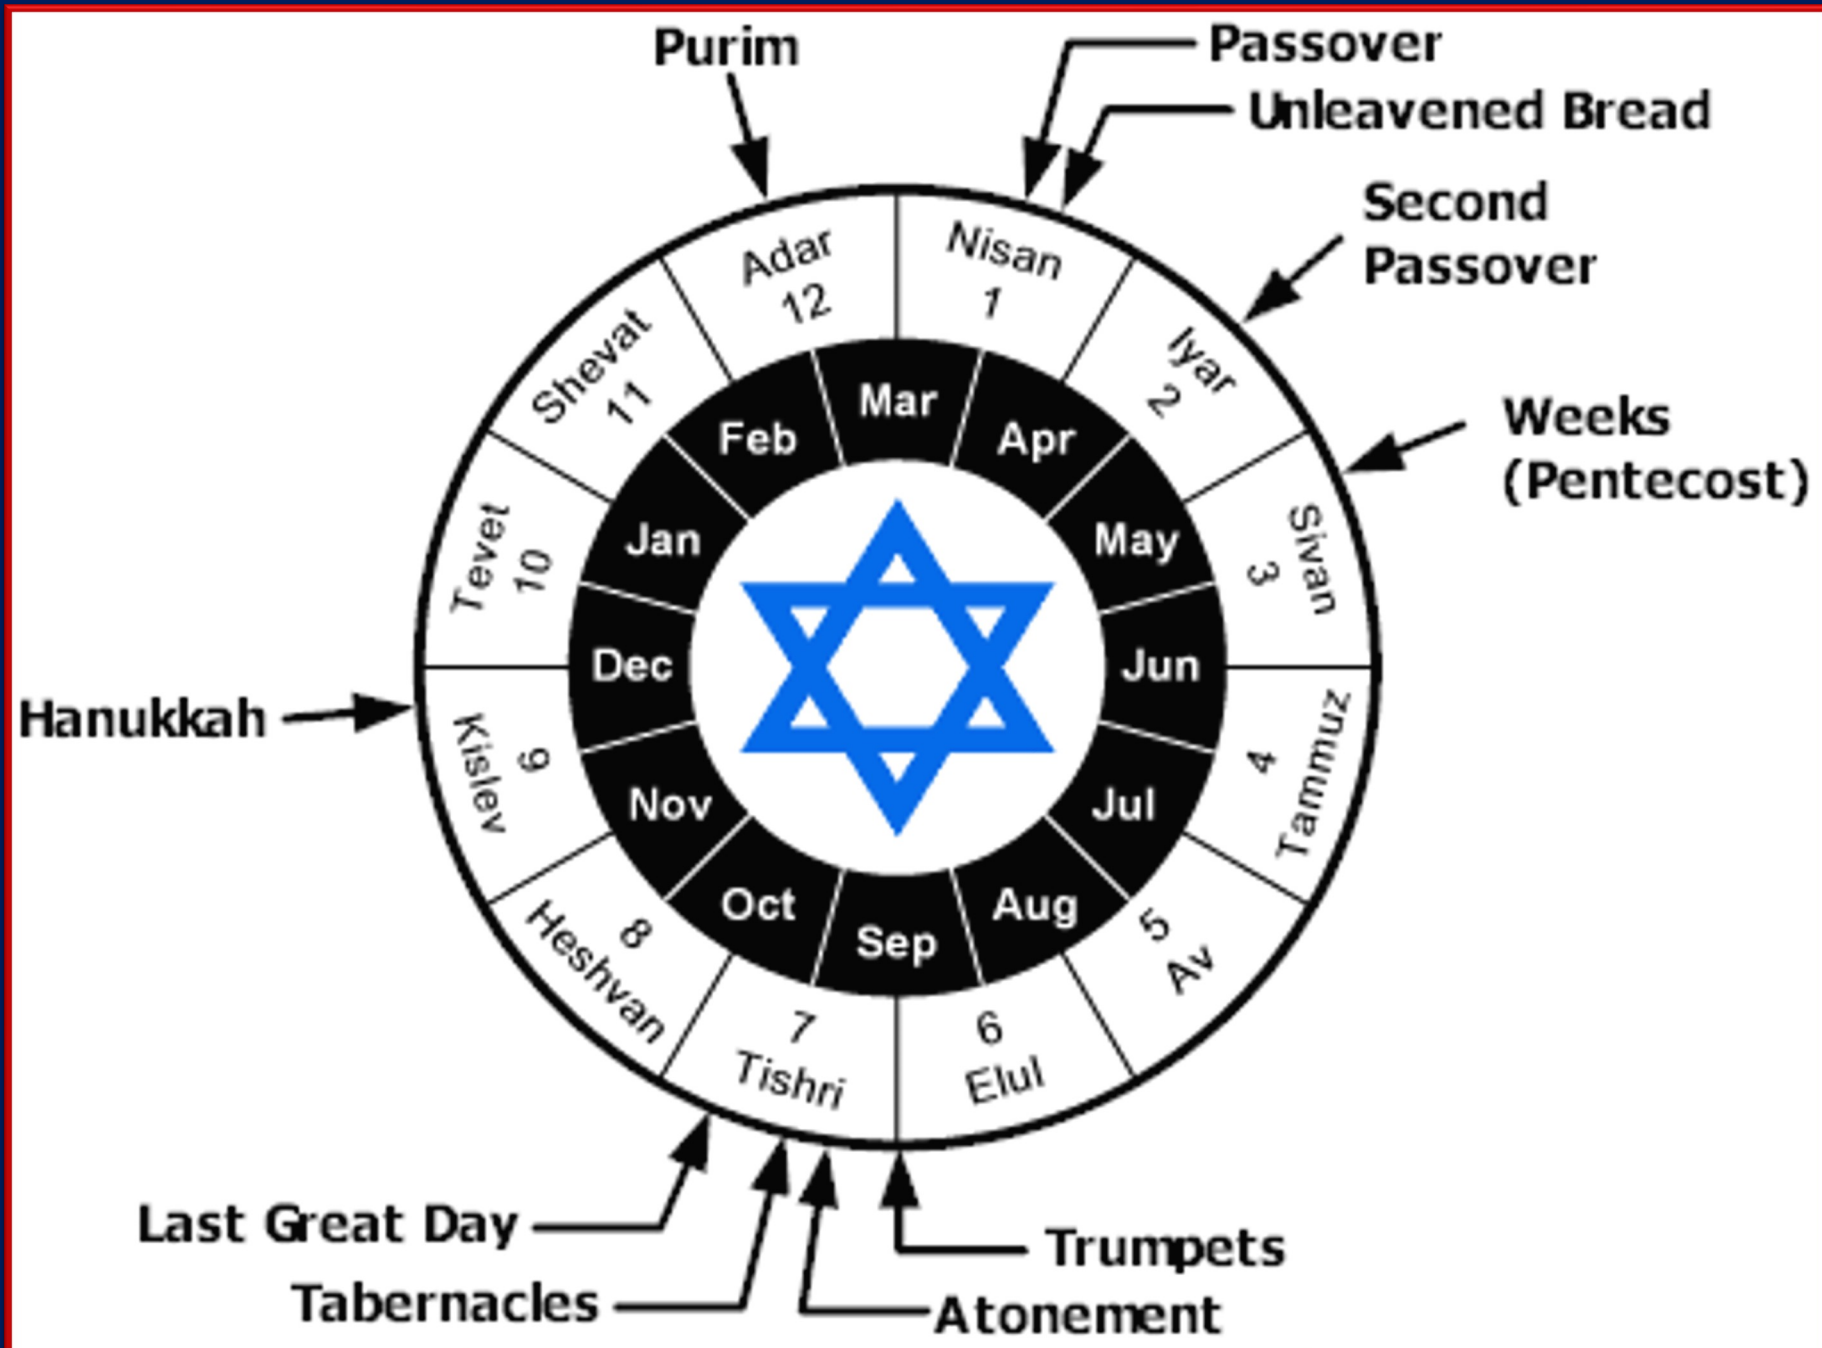 Purim
Passover
Unleavened Bread
Second
Passover
Weeks
(Pentecost)
Hanukkah
Last Great Day
Tabernacles
Trumpets
Atonement
Nisan
1
Iyar
2
Sivan
3
Tammuz
4
5
Av
6
Elul
7
Tishri
8
Heshvan
9
Kislev
Tevet
10
Shevat
11
Adar
12
Mar
Apr
May
Jun
Jul
Aug
Sep
Oct
Nov
Dec
Jan
Feb